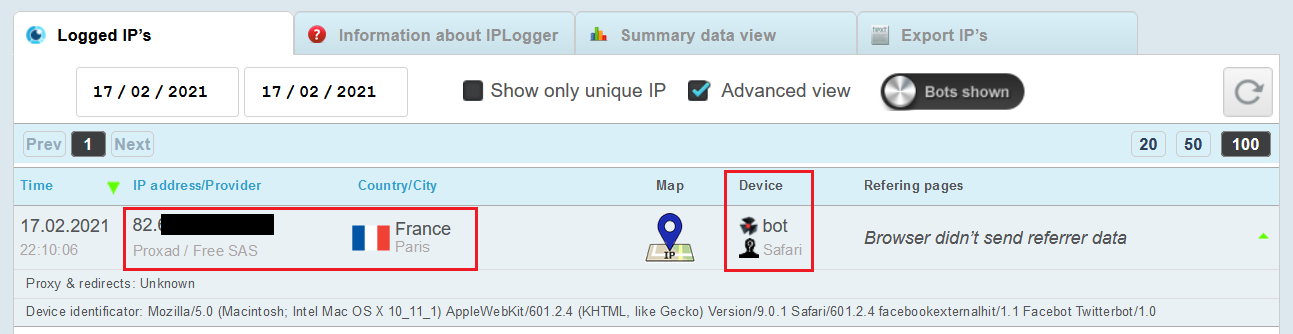 Logged IP's Information about IPLogger Summary data view Export IP's
17 / 02 / 2021 17 / 02 / 2021 Show only unique IP Advanced view Bots shown
Prev 1 Next 20 50 100
Time IP address/Provider Country/City Map Device Refering pages
17.02.2021 82. France IP bot Browser didn't send referrer data
22:10:06 Proxad / Free SAS Paris Safari
Proxy & redirects: Unknown
Device identificator: Mozilla/5.0 (Macintosh; Intel Mac OS X 10_11_1) AppleWebKit/601.2.4 (KHTML, like Gecko) Version/9.0.1 Safari/601.2.4 facebookexternalhit/1.1 Facebot Twitterbot/1.0